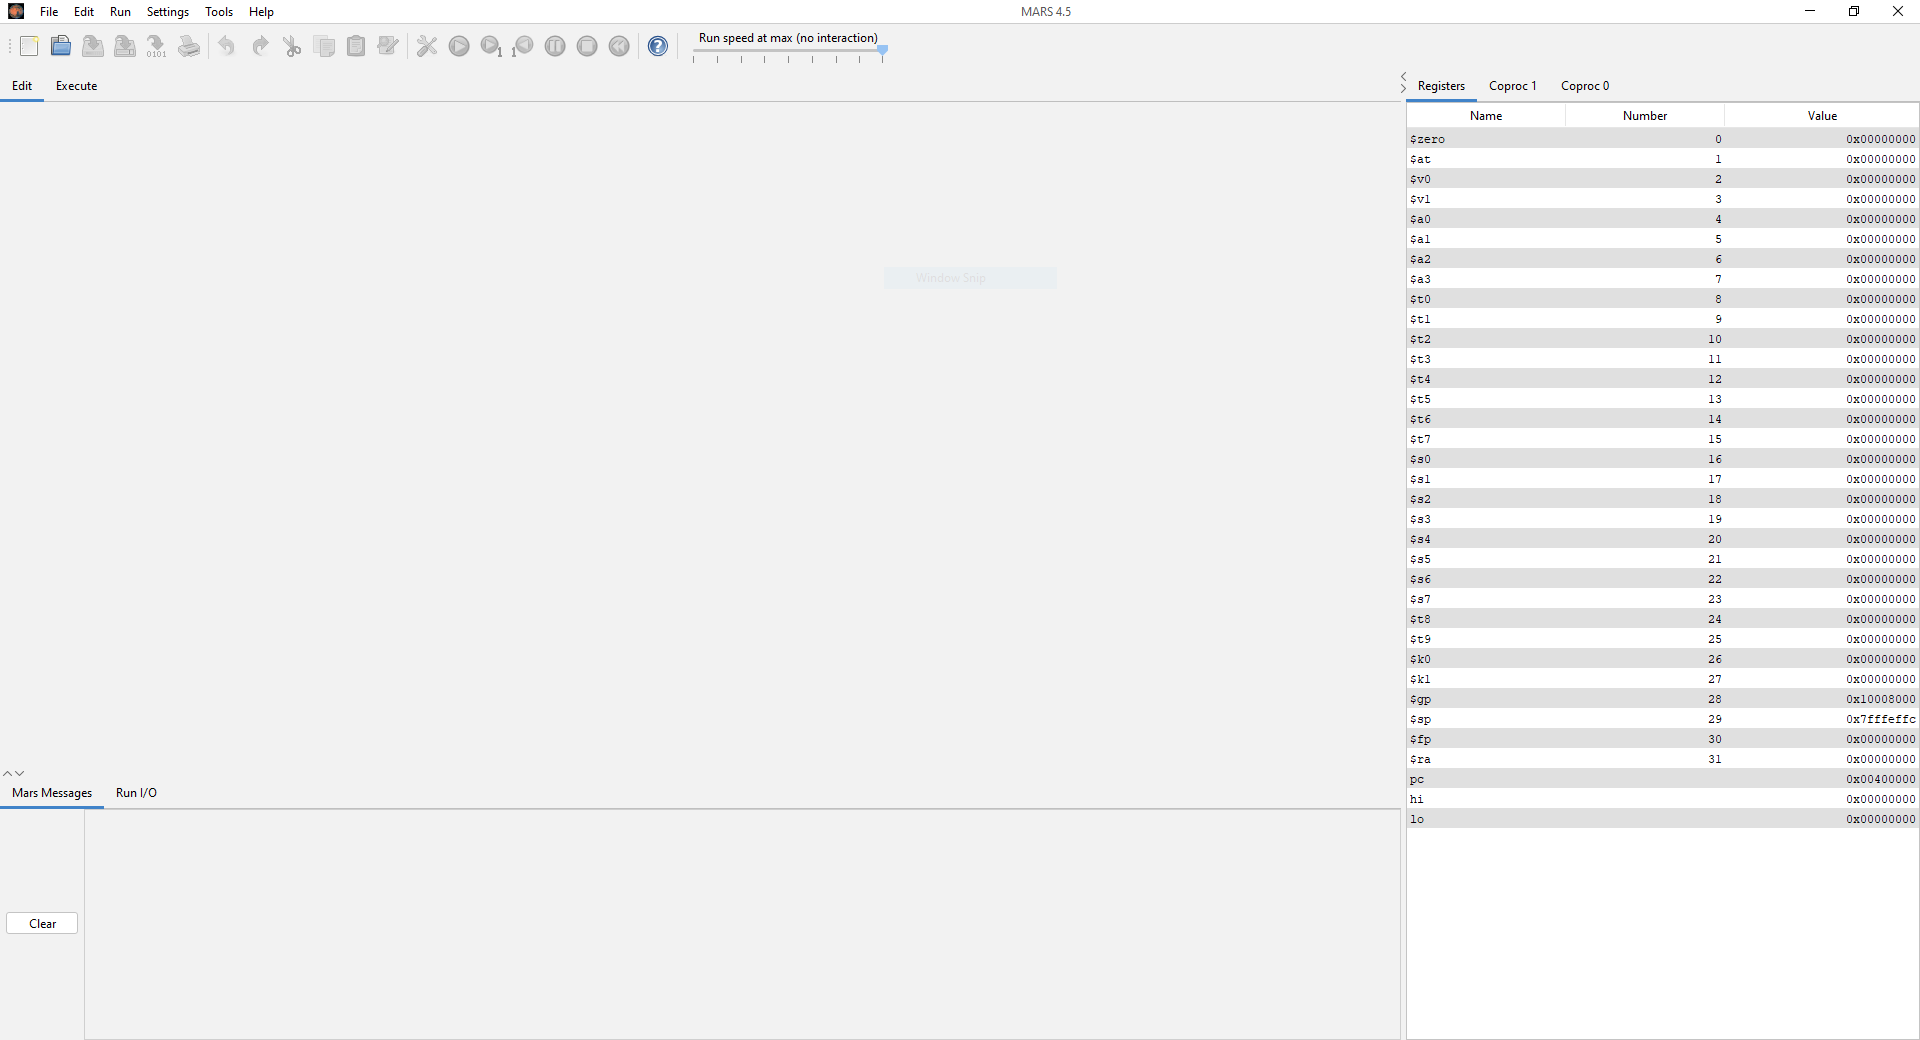 File Edit Run Settings Tools Help MARS 4.5
0101 1 1 ? Run speed at max (no interaction)
Edit Execute
Registers Coproc 1 Coproc 0
Name Number Value
$zero 0 0x00000000
$at 1 0x00000000
$v0 2 0x00000000
$v1 3 0x00000000
$a0 4 0x00000000
$a1 5 0x00000000
$a2 6 0x00000000
Window Snip
$a3 7 0x00000000
$t0 8 0x00000000
$t1 9 0x00000000
$t2 10 0x00000000
$t3 11 0x00000000
$t4 12 0x00000000
$t5 13 0x00000000
$t6 14 0x00000000
$t7 15 0x00000000
$s0 16 0x00000000
$s1 17 0x00000000
$s2 18 0x00000000
$s3 19 0x00000000
$s4 20 0x00000000
$s5 21 0x00000000
$s6 22 0x00000000
$s7 23 0x00000000
$t8 24 0x00000000
$t9 25 0x00000000
$k0 26 0x00000000
$k1 27 0x00000000
$gp 28 0x10008000
$sp 29 0x7fffeffc
$fp 30 0x00000000
$ra 31 0x00000000
pc 0x00400000
hi 0x00000000
lo 0x00000000
Mars Messages Run I/O
Clear